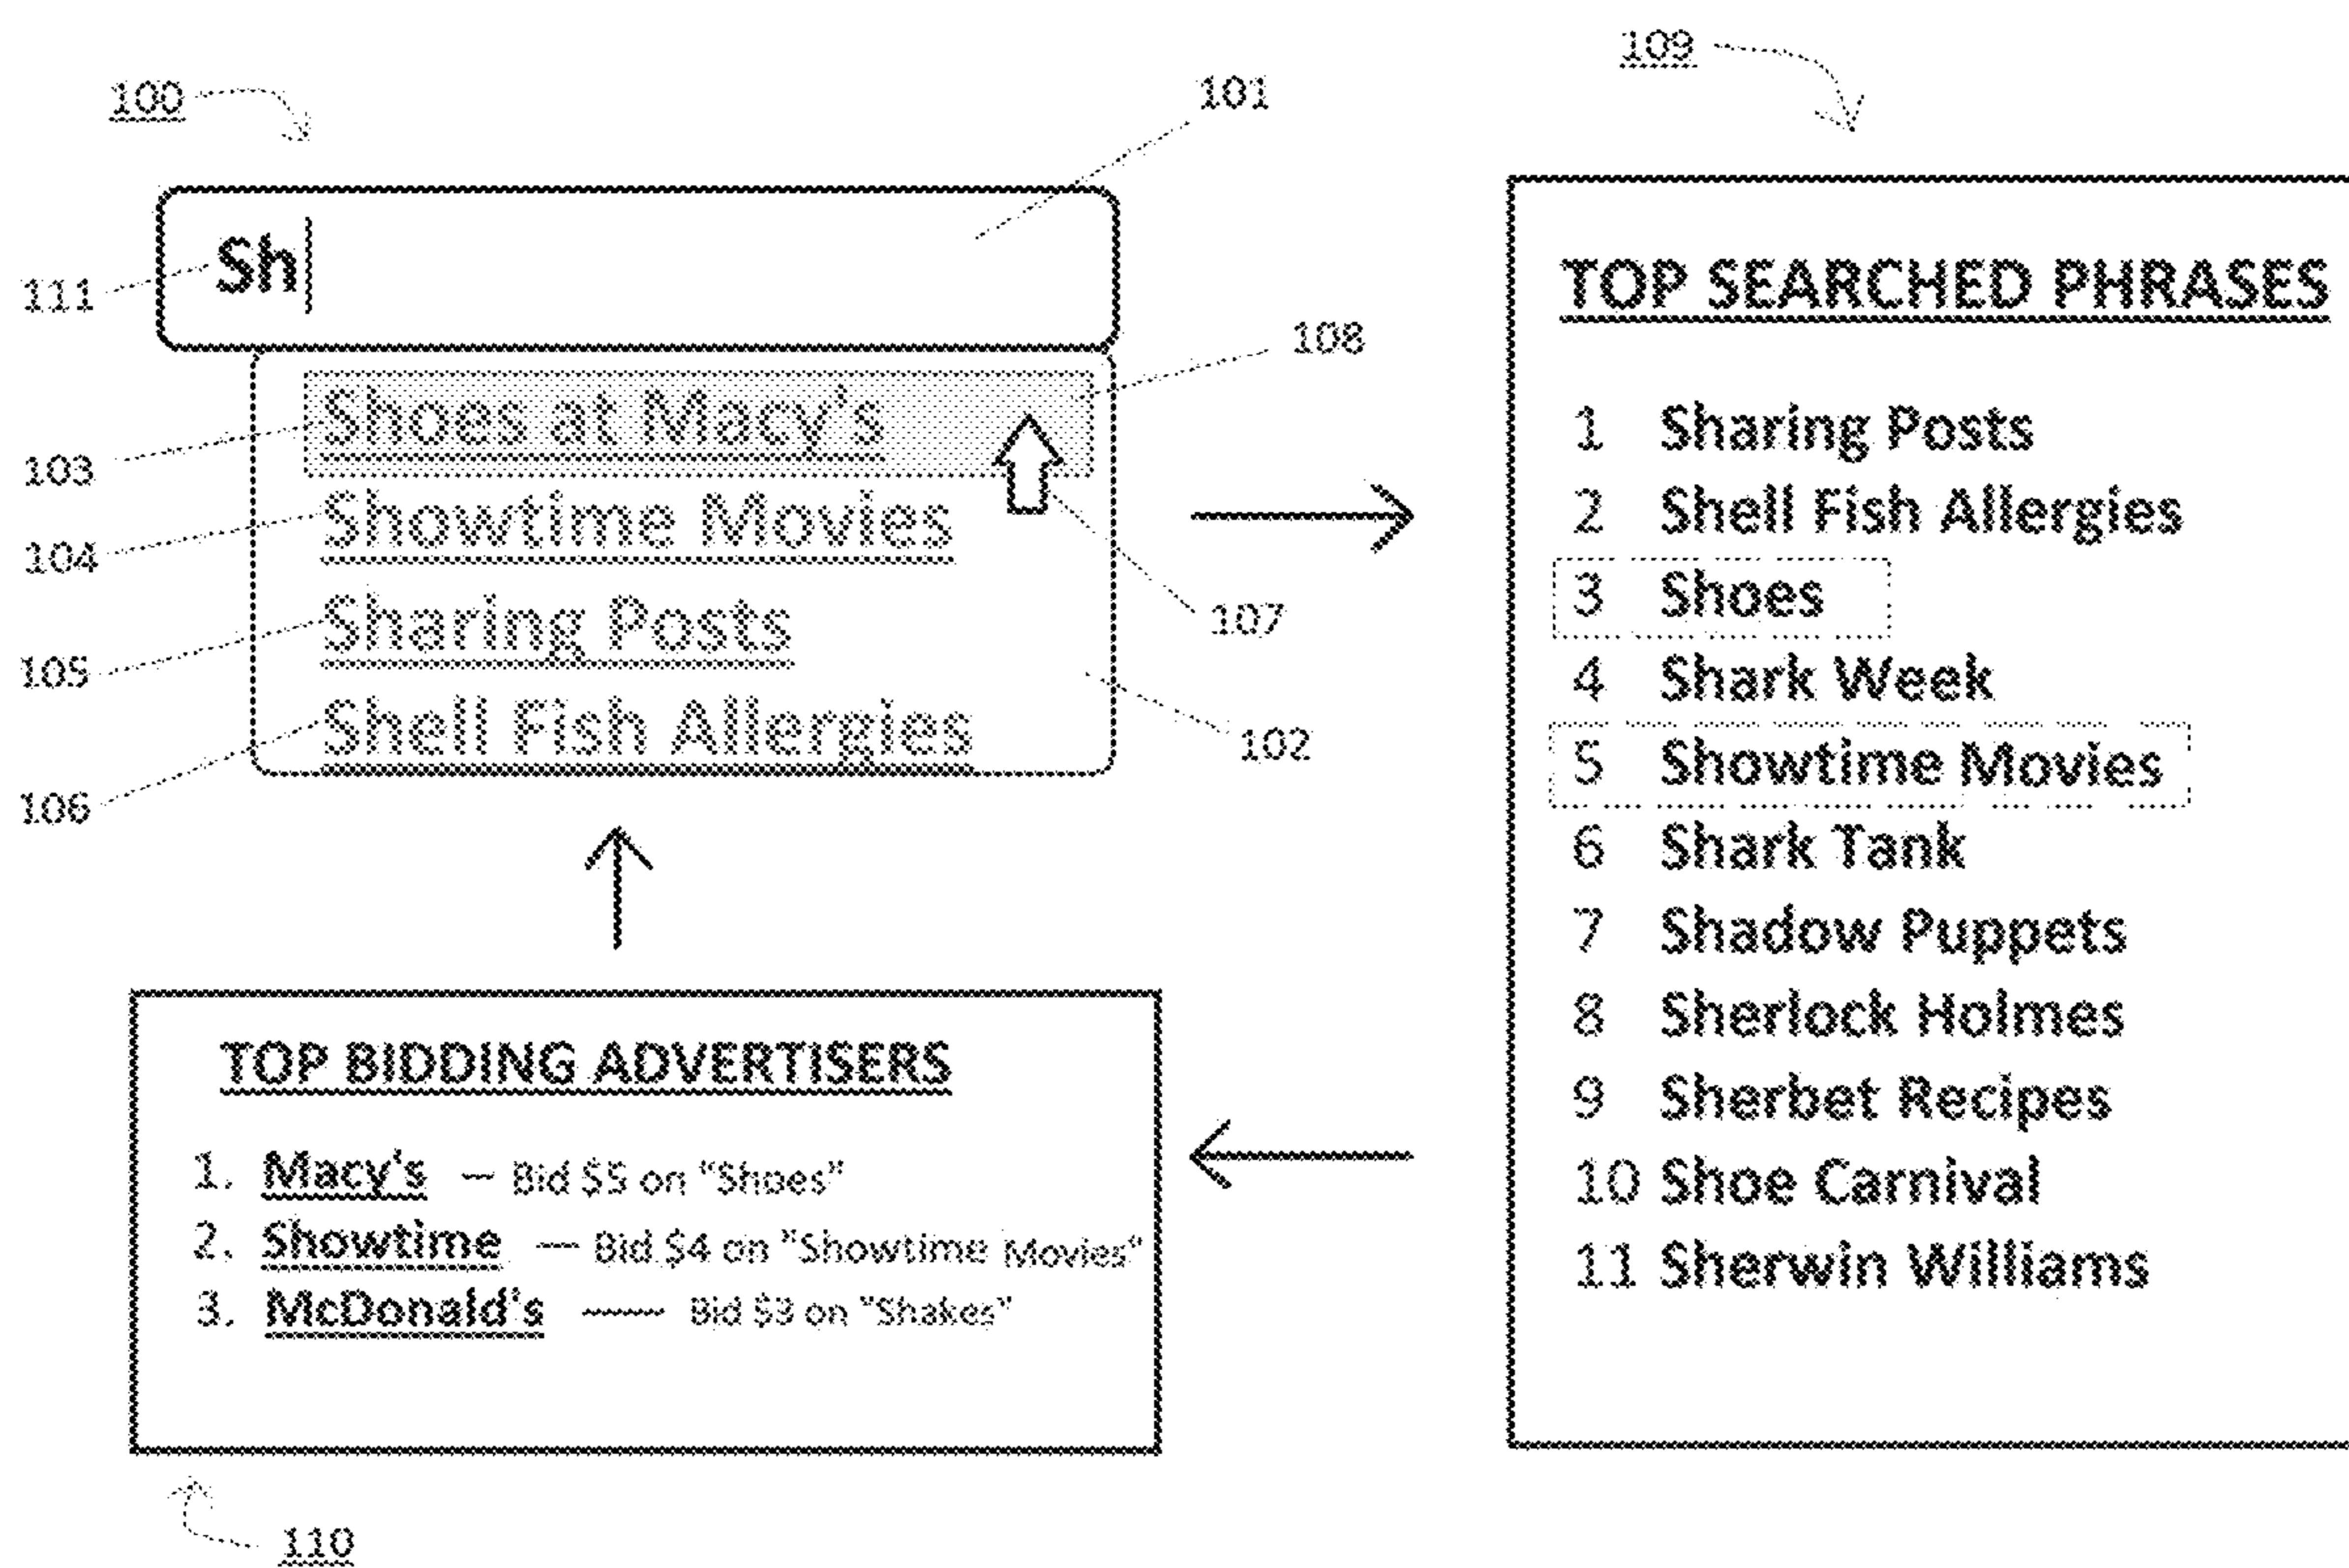 100
101
109
Sh
111
108
Shoes at Macy's
103
Showtime Movies
104
107
Sharing Posts
105
Shell Fish Allergies
102
106
TOP SEARCHED PHRASES
1 Sharing Posts
2 Shell Fish Allergies
3 Shoes
4 Shark Week
5 Showtime Movies
6 Shark Tank
7 Shadow Puppets
8 Sherlock Holmes
9 Sherbet Recipes
10 Shoe Carnival
11 Sherwin Williams
TOP BIDDING ADVERTISERS
1. Macy's — Bid $5 on "Shoes"
2. Showtime — Bid $4 on "Showtime Movies"
3. McDonald's — Bid $3 on "Shakes"
110